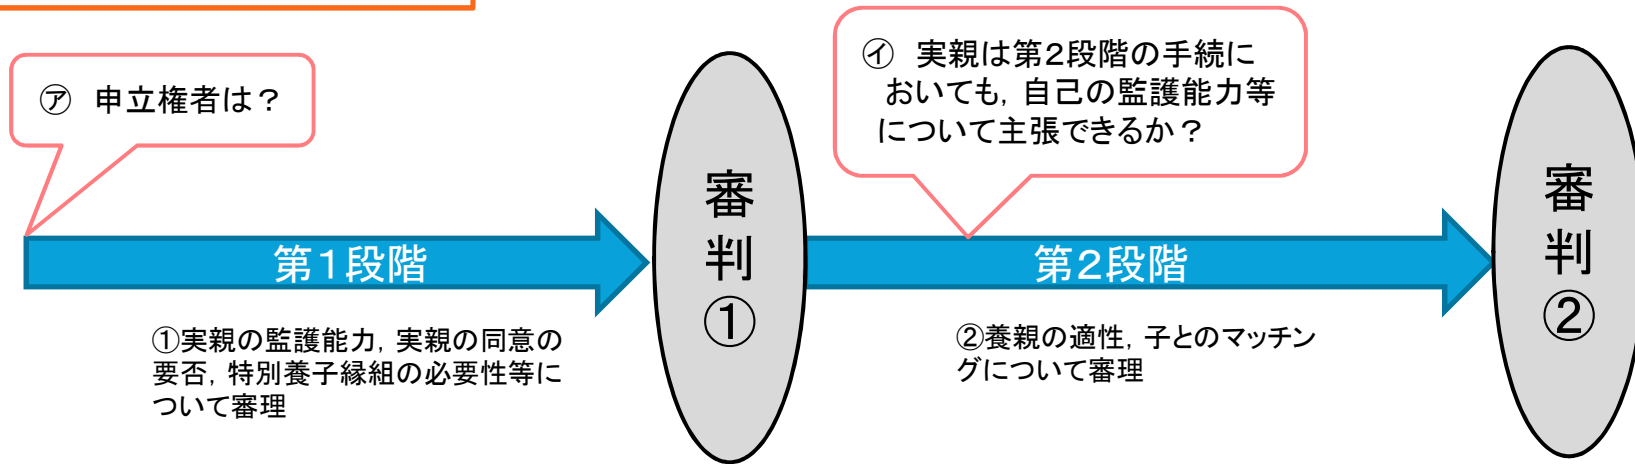 ㋐ 申立権者は?
㋑ 実親は第2段階の手続に
おいても,自己の監護能力等
について主張できるか?
第1段階
審判①
第2段階
審判②
①実親の監護能力,実親の同意の
要否,特別養子縁組の必要性等に
ついて審理
②養親の適性,子とのマッチン
グについて審理